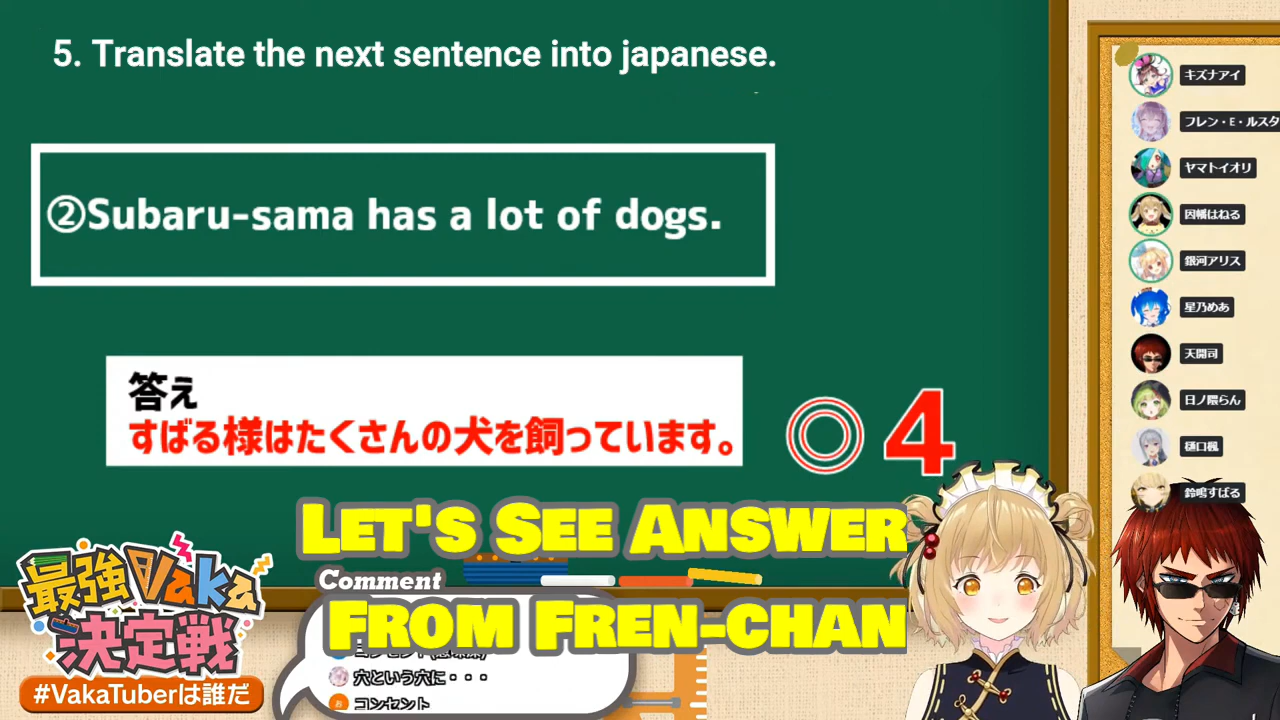 5. Translate the next sentence into japanese.
②Subaru-sama has a lot of dogs.
答え
すばる様はたくさんの犬を飼っています。
◎ 4
キズナアイ
フレン・E・ルスタ
ヤマトイオリ
因幡はねる
銀河アリス
星乃めあ
天開司
日ノ隈らん
樋口楓
鈴鳴すばる
LET'S SEE ANSWER
FROM FREN-CHAN
Comment
穴という穴に・・・
コンセント
最強Vaka
決定戦
#VakaTuberは誰だ